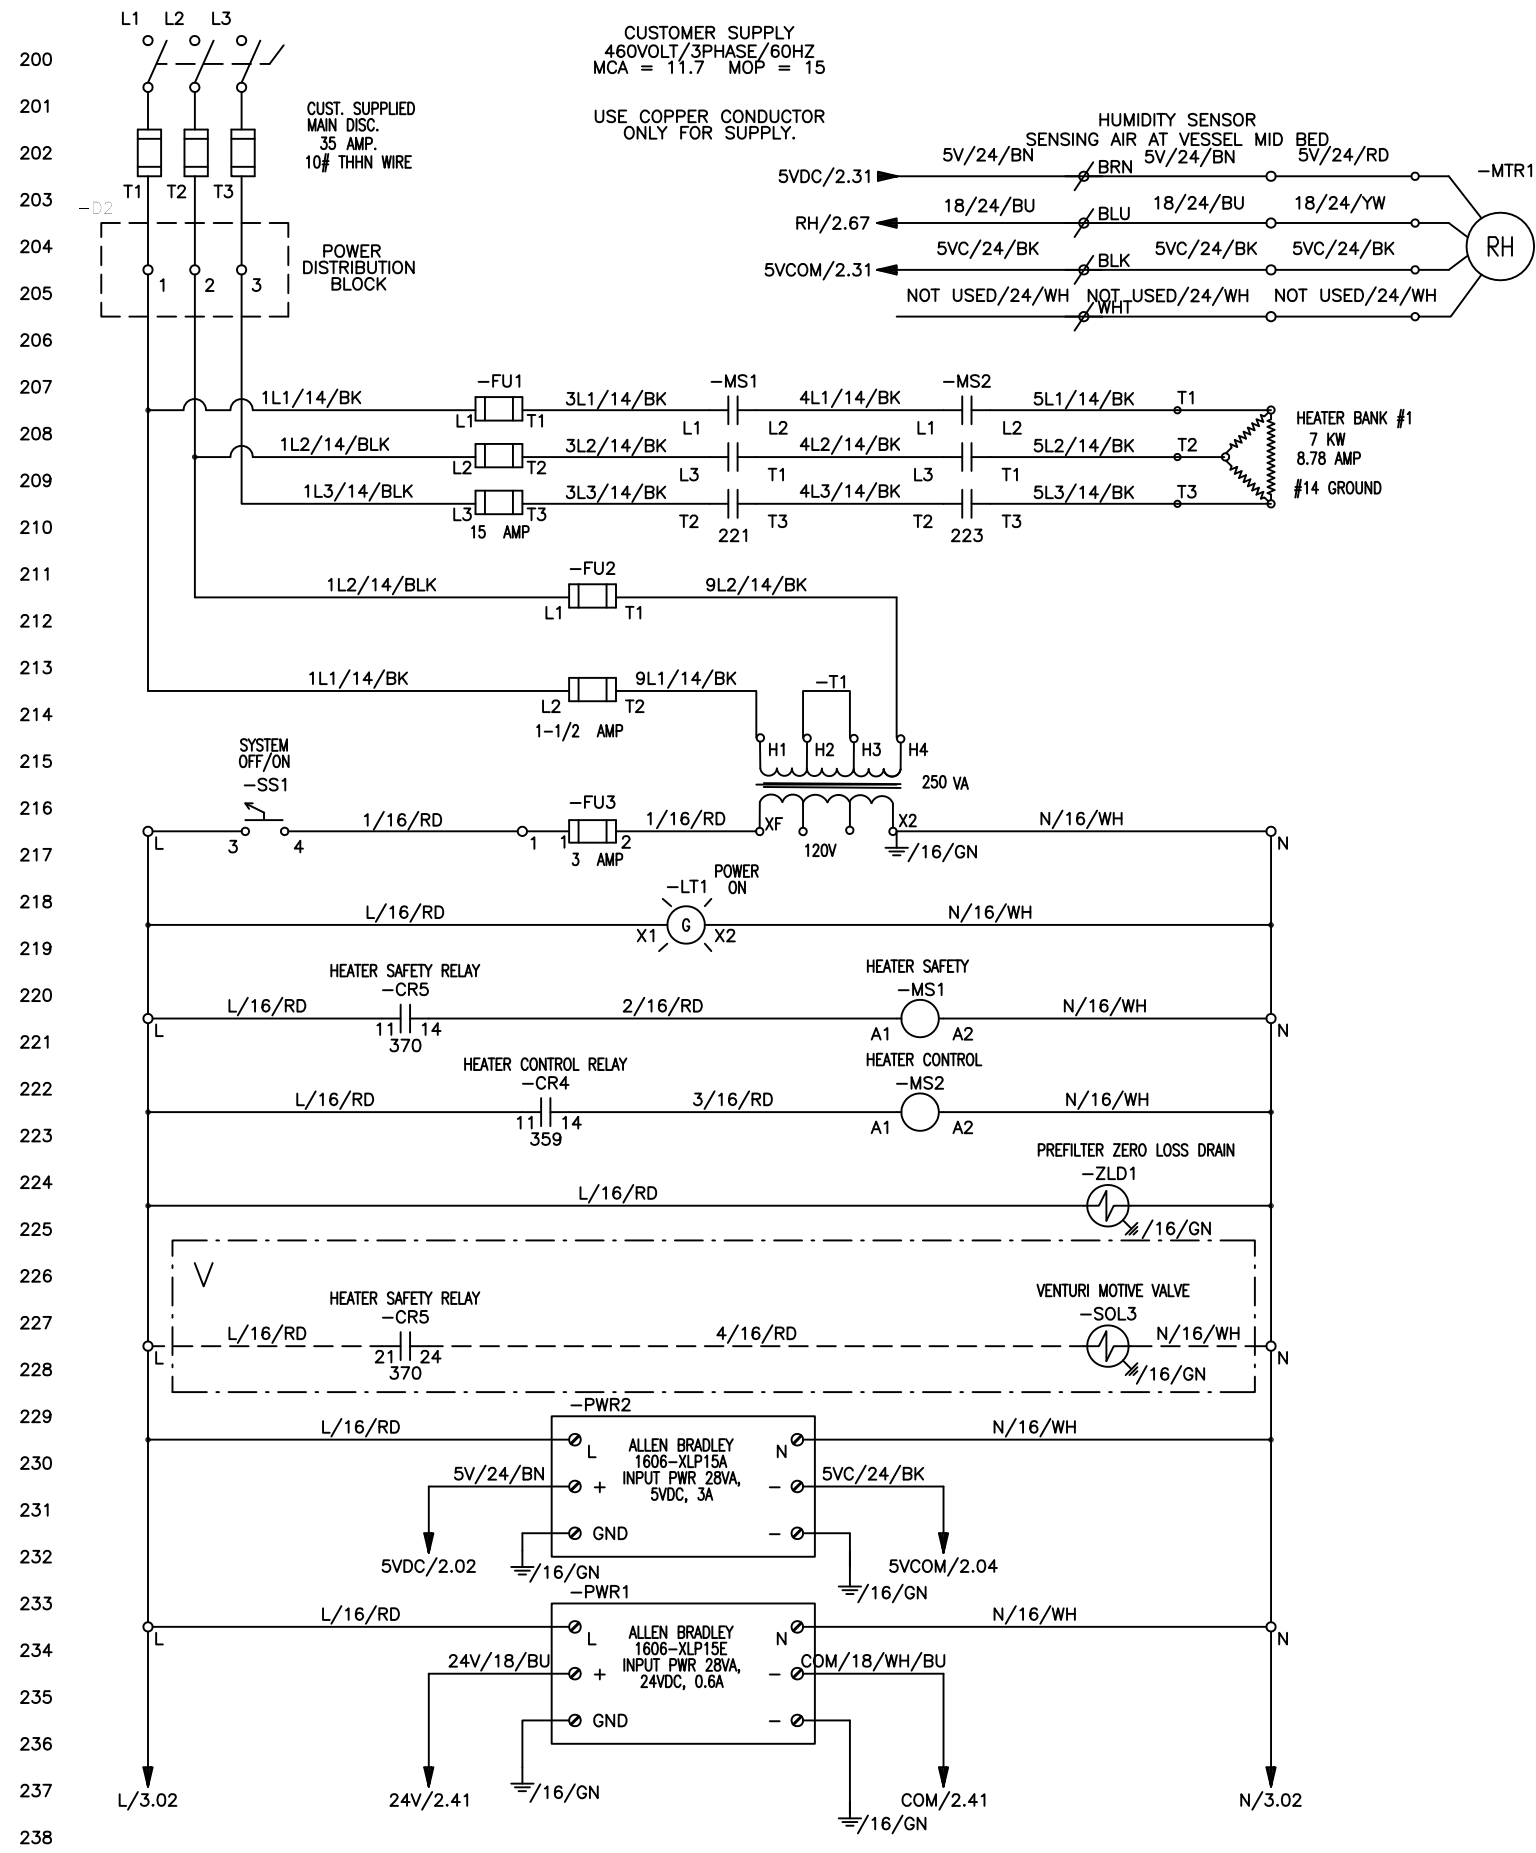 L1 L2 L3
CUSTOMER SUPPLY
200
460VOLT/3PHASE/60HZ
MCA = 11.7 MOP = 15
201
CUST. SUPPLIED
MAIN DISC.
35 AMP.
10# THHN WIRE
USE COPPER CONDUCTOR
ONLY FOR SUPPLY.
HUMIDITY SENSOR
SENSING AIR AT VESSEL MID BED
202
5V/24/BN 5V/24/BN 5V/24/RD
5VDC/2.31 BRN -MTR1
T1 T2 T3
203
-D2
18/24/BU 18/24/BU 18/24/YW
RH/2.67 BLU
204
POWER
DISTRIBUTION
BLOCK
5VC/24/BK 5VC/24/BK 5VC/24/BK
RH
5VCOM/2.31 BLK
1 2 3
205
NOT USED/24/WH NOT USED/24/WH NOT USED/24/WH
WHT
206
207
-FU1 -MS1 -MS2
1L1/14/BK 3L1/14/BK 4L1/14/BK 5L1/14/BK T1
L1 T1 L1 L2 L1 L2
HEATER BANK #1
7 KW
8.78 AMP
#14 GROUND
208
1L2/14/BLK 3L2/14/BK 4L2/14/BK 5L2/14/BK T2
L2 T2 L3 T1 L3 T1
209
1L3/14/BLK 3L3/14/BK 4L3/14/BK 5L3/14/BK T3
L3 T3 T2 T3 T2 T3
210
15 AMP 221 223
211
-FU2
1L2/14/BLK 9L2/14/BK
L1 T1
212
213
1L1/14/BK 9L1/14/BK -T1
214
L2 T2
1-1/2 AMP
215
SYSTEM
OFF/ON
-SS1
H1 H2 H3 H4
250 VA
216
-FU3
1/16/RD 1/16/RD XF X2 N/16/WH
217
L 3 4 1 1 2 N
3 AMP 120V /16/GN
218
POWER
ON
-LT1
L/16/RD G N/16/WH
X1 X2
219
HEATER SAFETY RELAY HEATER SAFETY
220
-CR5 -MS1
L/16/RD 2/16/RD N/16/WH
L 11 14 A1 A2 N
221
370
HEATER CONTROL RELAY HEATER CONTROL
222
-CR4 -MS2
L/16/RD 3/16/RD N/16/WH
11 14 A1 A2
223
359
PREFILTER ZERO LOSS DRAIN
224
-ZLD1
L/16/RD
225
/16/GN
226
V
HEATER SAFETY RELAY VENTURI MOTIVE VALVE
227
-CR5 -SOL3
L/16/RD 4/16/RD N/16/WH
L 21 24 N
228
370 /16/GN
229
-PWR2
L/16/RD N/16/WH
L N
ALLEN BRADLEY
1606-XLP15A
INPUT PWR 28VA,
5VDC, 3A
230
5V/24/BN + - 5VC/24/BK
231
GND -
232
5VDC/2.02 /16/GN 5VCOM/2.04
/16/GN
233
-PWR1
L/16/RD N/16/WH
L L N N
ALLEN BRADLEY
1606-XLP15E
INPUT PWR 28VA,
24VDC, 0.6A
234
24V/18/BU + - COM/18/WH/BU
235
GND -
236
237
/16/GN
L/3.02 24V/2.41 COM/2.41 N/3.02
/16/GN
238